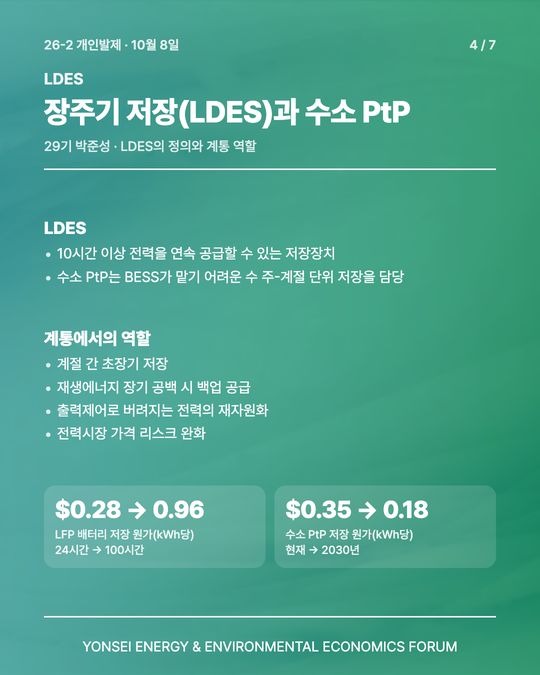 26-2 개인발제 · 10월 8일
4 / 7
LDES
장주기 저장(LDES)과 수소 PtP
29기 박준성 · LDES의 정의와 계통 역할
LDES
• 10시간 이상 전력을 연속 공급할 수 있는 저장장치
• 수소 PtP는 BESS가 맡기 어려운 수 주-계절 단위 저장을 담당
계통에서의 역할
• 계절 간 초장기 저장
• 재생에너지 장기 공백 시 백업 공급
• 출력제어로 버려지는 전력의 재자원화
• 전력시장 가격 리스크 완화
$0.28 → 0.96
LFP 배터리 저장 원가(kWh당)
24시간 → 100시간
$0.35 → 0.18
수소 PtP 저장 원가(kWh당)
현재 → 2030년
YONSEI ENERGY & ENVIRONMENTAL ECONOMICS FORUM